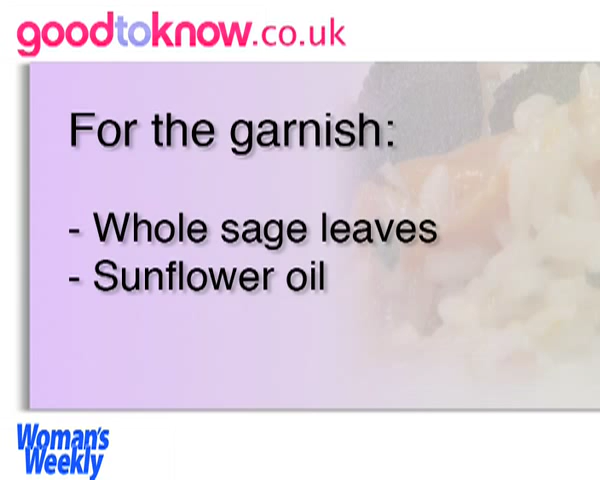 goodtoknow.co.uk
For the garnish:
- Whole sage leaves
- Sunflower oil
Woman's
Weekly